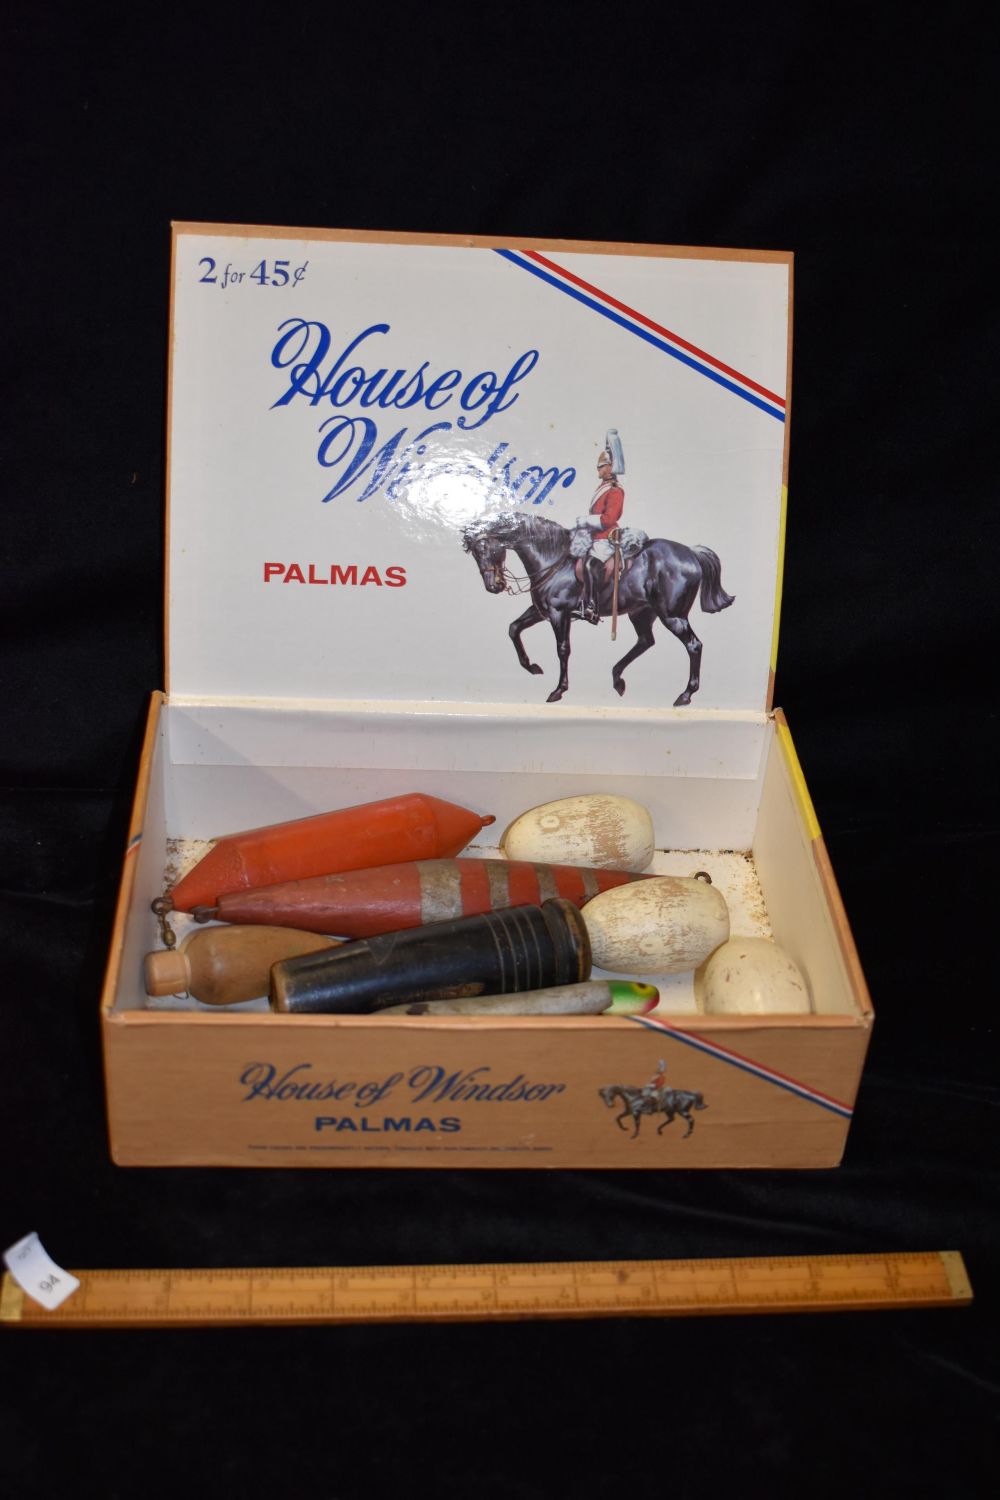 2 for 45¢
House of
Windsor
PALMAS
House of Windsor
PALMAS
94